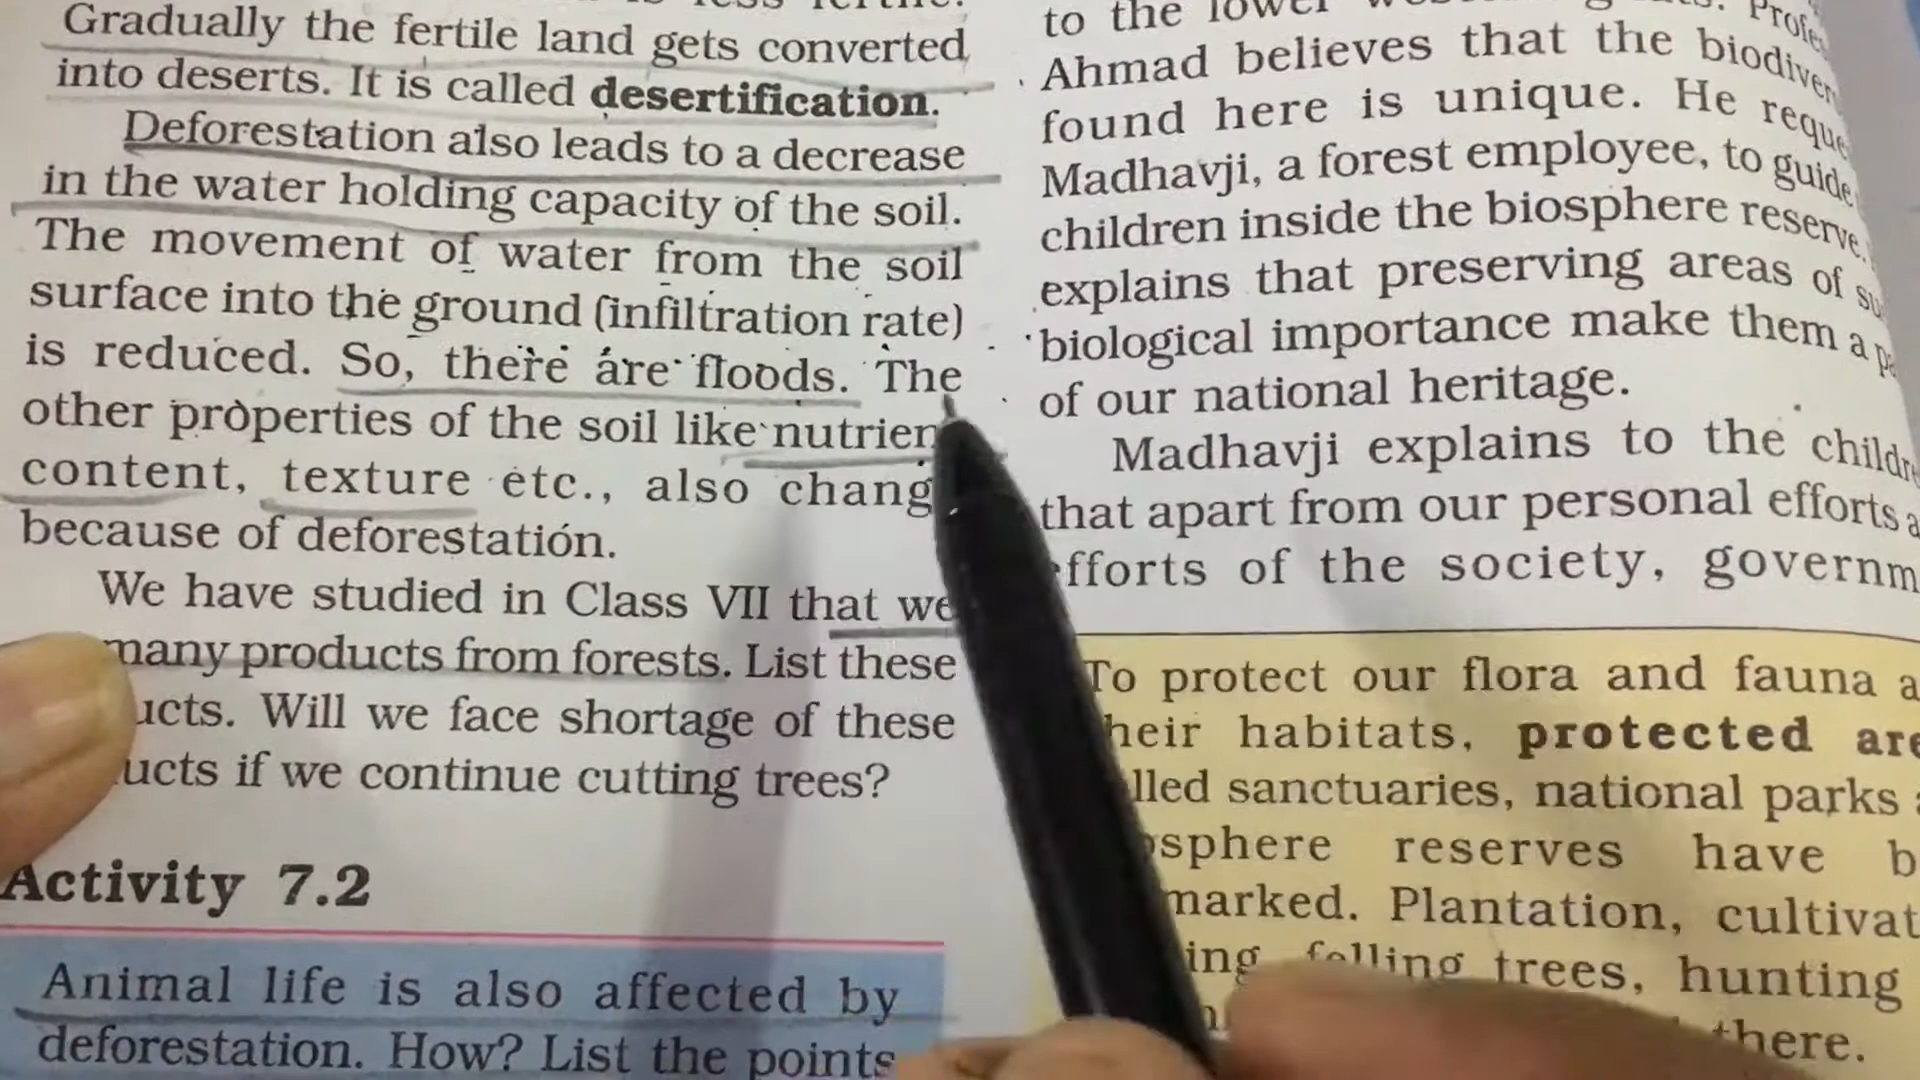 Gradually the fertile land gets converted
into deserts. It is called desertification.
Deforestation also leads to a decrease
in the water holding capacity of the soil.
The movement of water from the soil
surface into the ground (infiltration rate)
is reduced. So, there are floods. The
other properties of the soil like nutrien
content, texture etc., also chang
because of deforestation.
We have studied in Class VII that we
many products from forests. List these
ucts. Will we face shortage of these
ucts if we continue cutting trees?
Activity 7.2
Animal life is also affected by
deforestation. How? List the points
to the lower
Ahmad believes that the biodiver
found here is unique. He reque
Madhavji, a forest employee, to guide
children inside the biosphere reserve.
explains that preserving areas of su
biological importance make them a
of our national heritage.
Madhavji explains to the childr
that apart from our personal efforts a
fforts of the society, governm
To protect our flora and fauna a
heir habitats, protected are
lled sanctuaries, national parks
sphere reserves have b
marked. Plantation, cultivat
ing, felling trees, hunting
there.